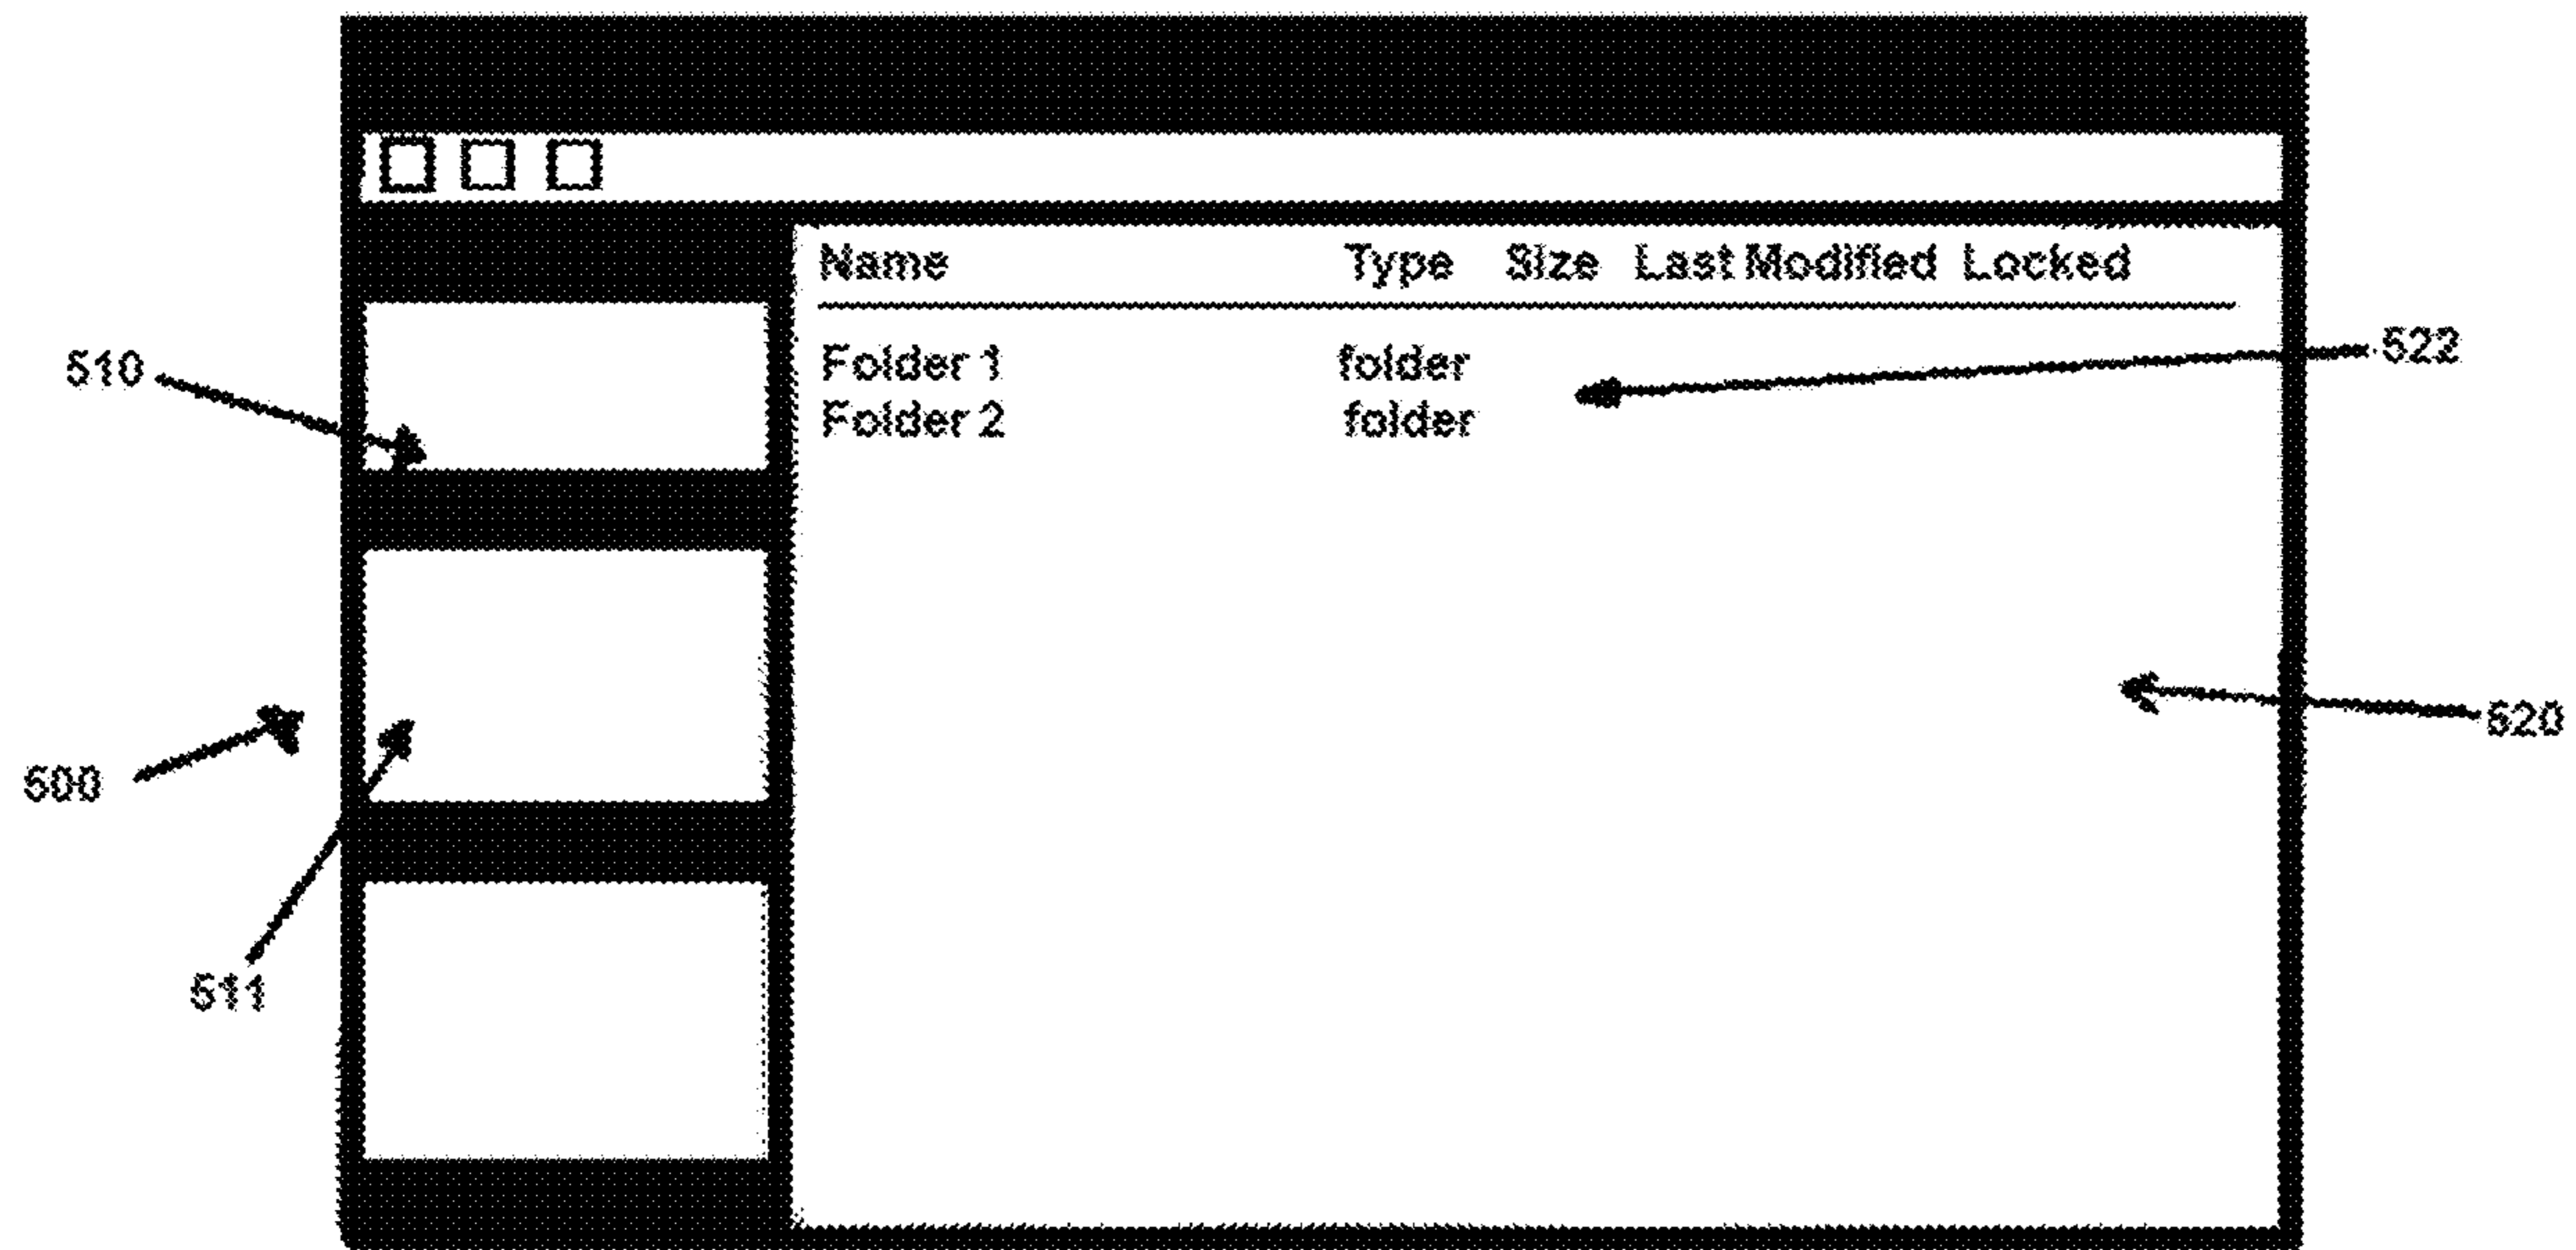 Name Type Size Last Modified Locked
Folder 1 folder
Folder 2 folder
510
522
500
520
511